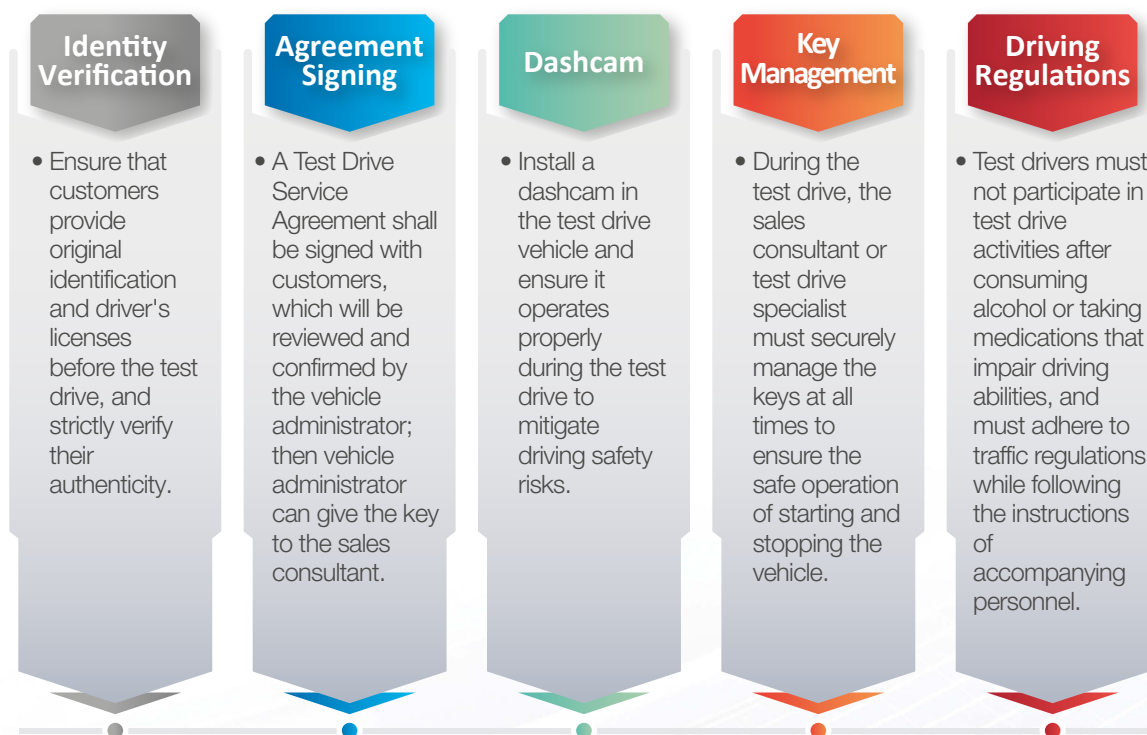 Identity
Verification
• Ensure that
customers
provide
original
identification
and driver's
licenses
before the test
drive, and
strictly verify
their
authenticity.
Agreement
Signing
• A Test Drive
Service
Agreement shall
be signed with
customers,
which will be
reviewed and
confirmed by
the vehicle
administrator;
then vehicle
administrator
can give the key
to the sales
consultant.
Dashcam
• Install a
dashcam in
the test drive
vehicle and
ensure it
operates
properly
during the test
drive to
mitigate
driving safety
risks.
Key
Management
• During the
test drive, the
sales
consultant or
test drive
specialist
must securely
manage the
keys at all
times to
ensure the
safe operation
of starting and
stopping the
vehicle.
Driving
Regulations
• Test drivers must
not participate in
test drive
activities after
consuming
alcohol or taking
medications that
impair driving
abilities, and
must adhere to
traffic regulations
while following
the instructions
of
accompanying
personnel.